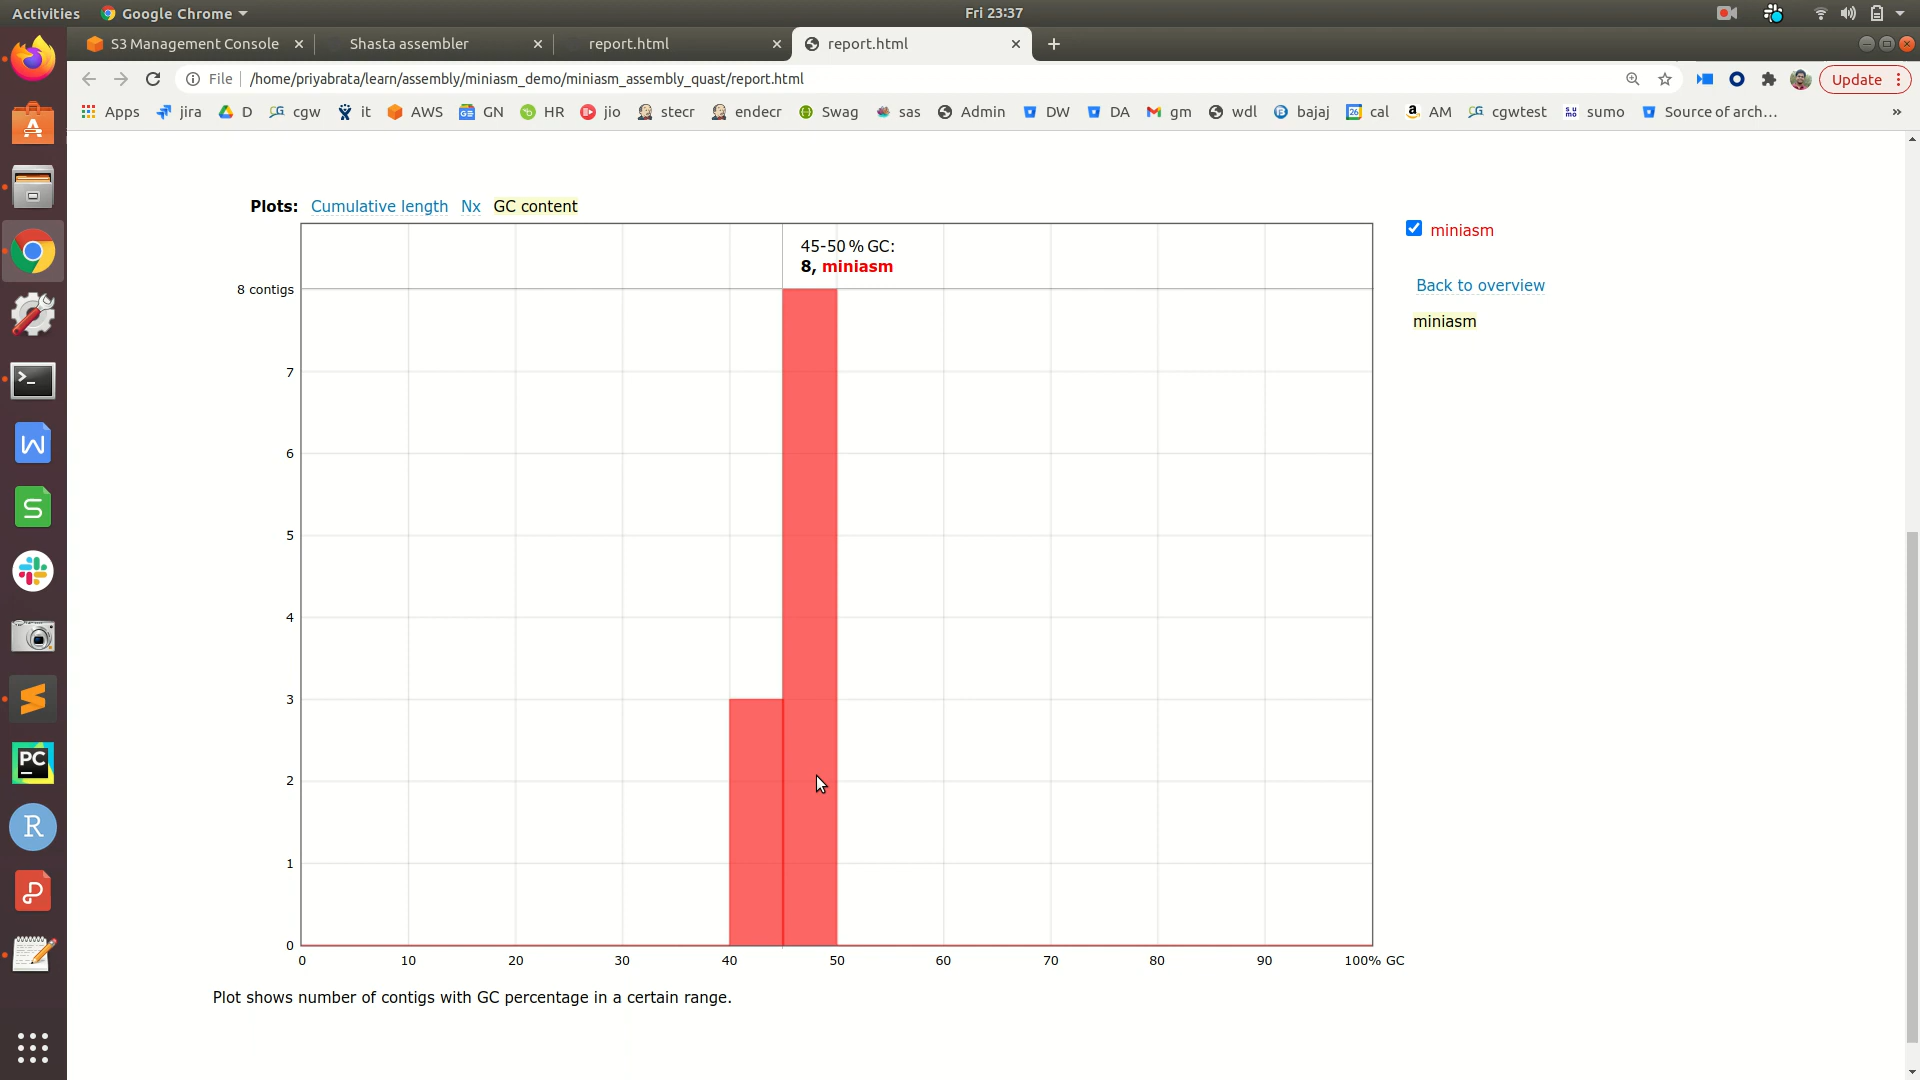 Activities Google Chrome Fri 23:37
S3 Management Console Shasta assembler report.html report.html
File /home/priyabrata/learn/assembly/miniasm_demo/miniasm_assembly_quast/report.html Update
Apps jira D cgw it AWS GN HR jio stecr endecr Swag sas Admin DW DA gm wdl bajaj cal AM cgwtest sumo Source of arch… »
Plots: Cumulative length Nx GC content
miniasm
45-50 % GC:
8, miniasm
Back to overview
miniasm
8 contigs
7
6
5
4
3
2
1
0
0 10 20 30 40 50 60 70 80 90 100% GC
Plot shows number of contigs with GC percentage in a certain range.